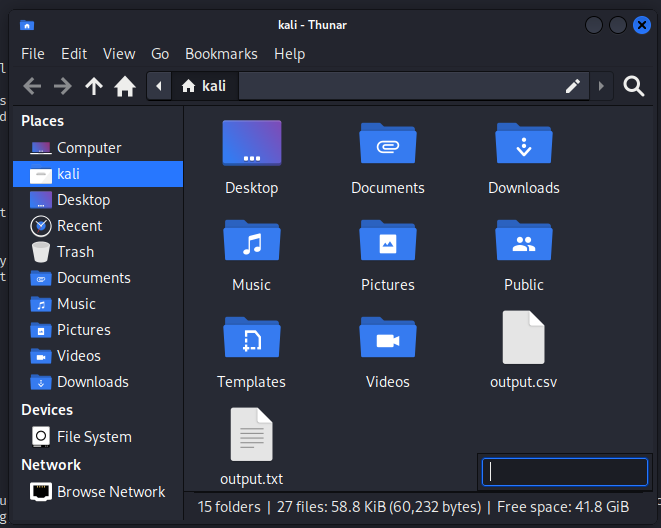 kali - Thunar
File Edit View Go Bookmarks Help
kali
Places
Computer
kali
Desktop
Recent
Trash
Documents
Music
Pictures
Videos
Downloads
Devices
File System
Network
Browse Network
Desktop Documents Downloads
Music Pictures Public
Templates Videos output.csv
output.txt
15 folders | 27 files: 58.8 KiB (60,232 bytes) | Free space: 41.8 GiB